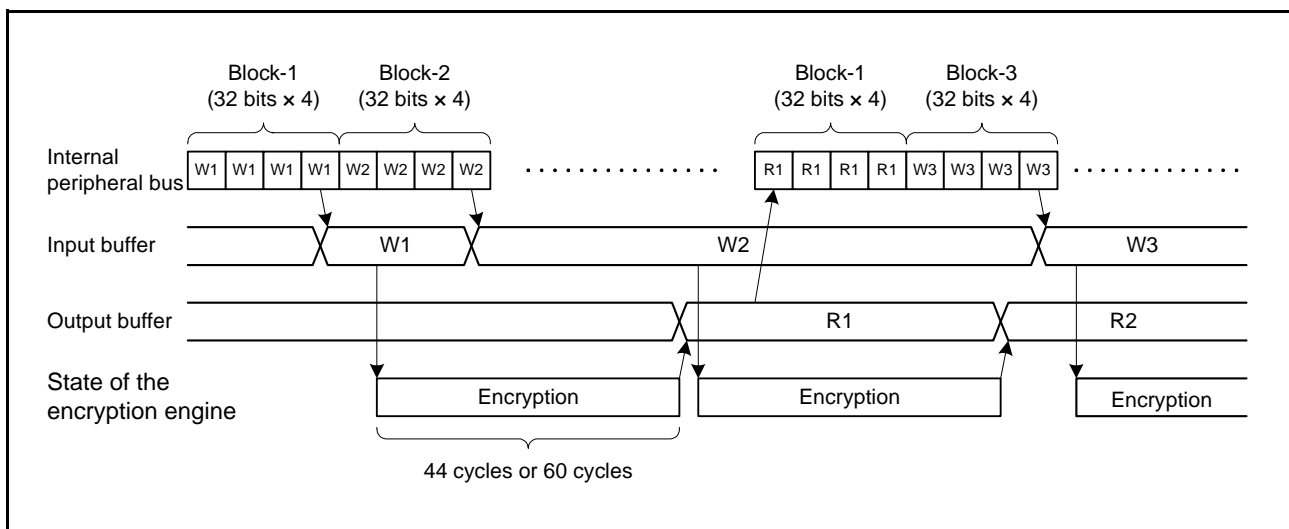 Block-1
(32 bits × 4)
Block-2
(32 bits × 4)
Block-1
(32 bits × 4)
Block-3
(32 bits × 4)
Internal
peripheral bus
W1 W1 W1 W1 W2 W2 W2 W2
R1 R1 R1 R1 W3 W3 W3 W3
Input buffer
W1
W2
W3
Output buffer
R1
R2
State of the
encryption engine
Encryption
Encryption
Encryption
44 cycles or 60 cycles